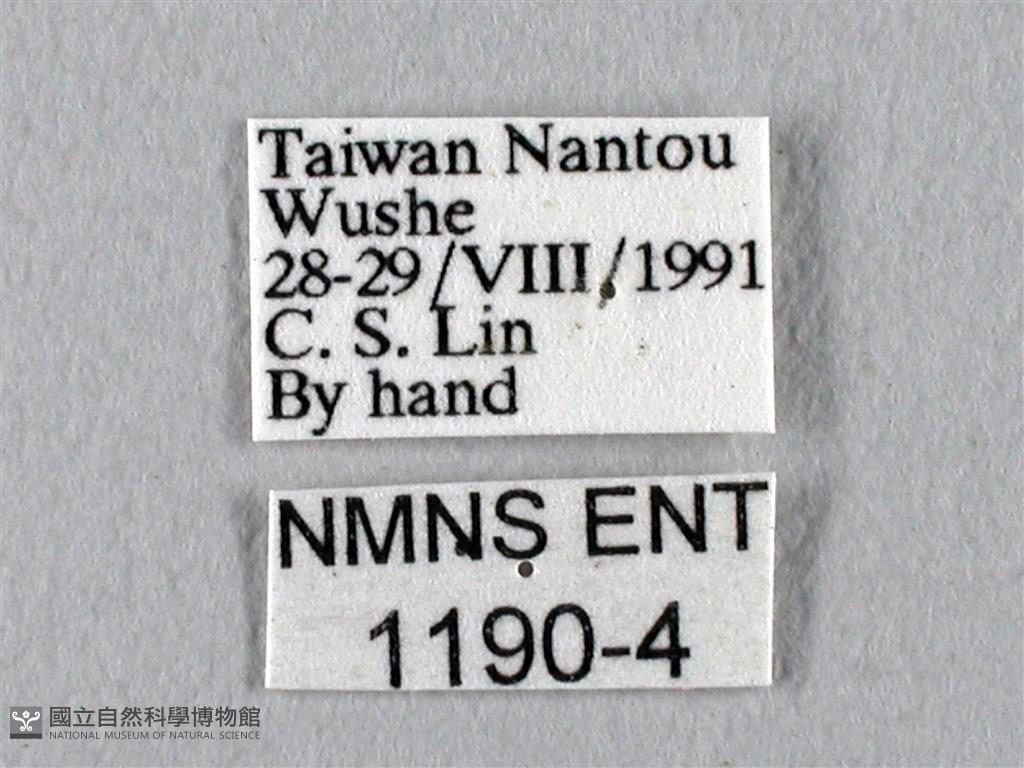 Taiwan Nantou
Wushe
28-29/VIII/1991
C. S. Lin
By hand
NMNS ENT
1190-4
國立自然科學博物館
NATIONAL MUSEUM OF NATURAL SCIENCE